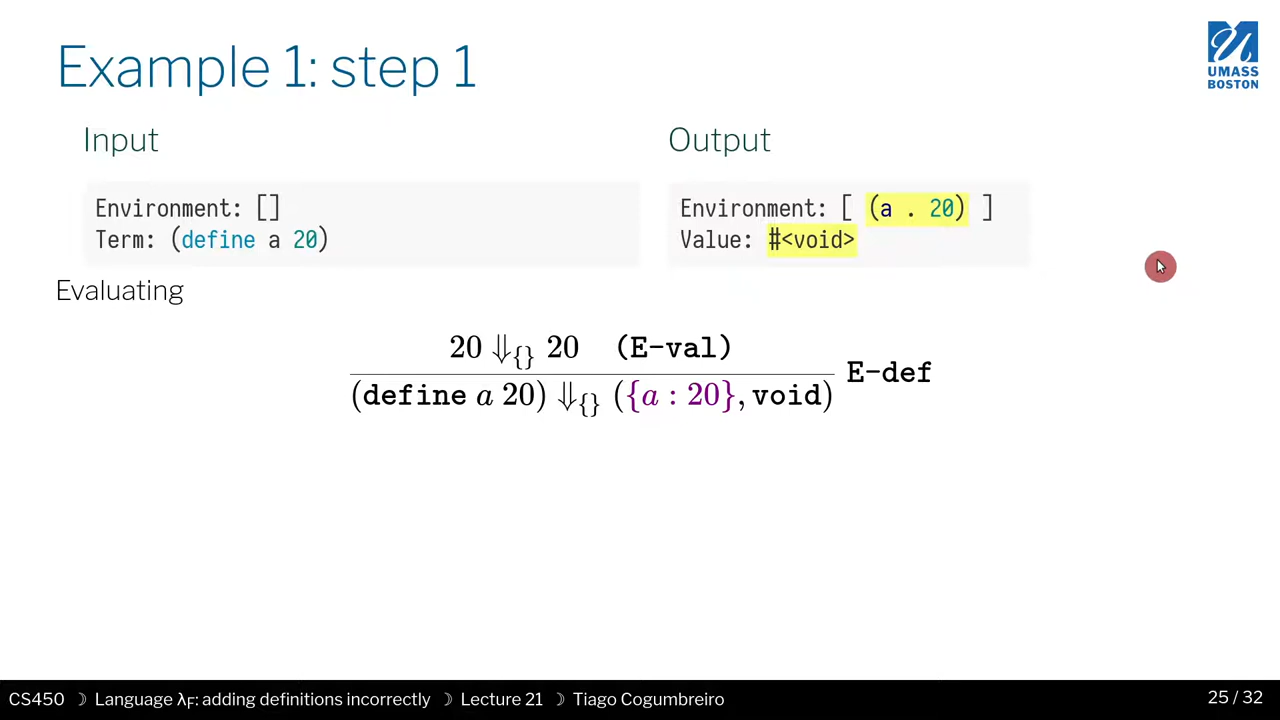 Example 1: step 1
UMASS
BOSTON
Input
Environment: []
Term: (define a 20)
Output
Environment: [ (a . 20) ]
Value: #<void>
Evaluating
20 ⇓{} 20 (E-val)
(define a 20) ⇓{} ({a : 20}, void)
E-def
CS450 ☽ Language λF: adding definitions incorrectly ☽ Lecture 21 ☽ Tiago Cogumbreiro
25 / 32